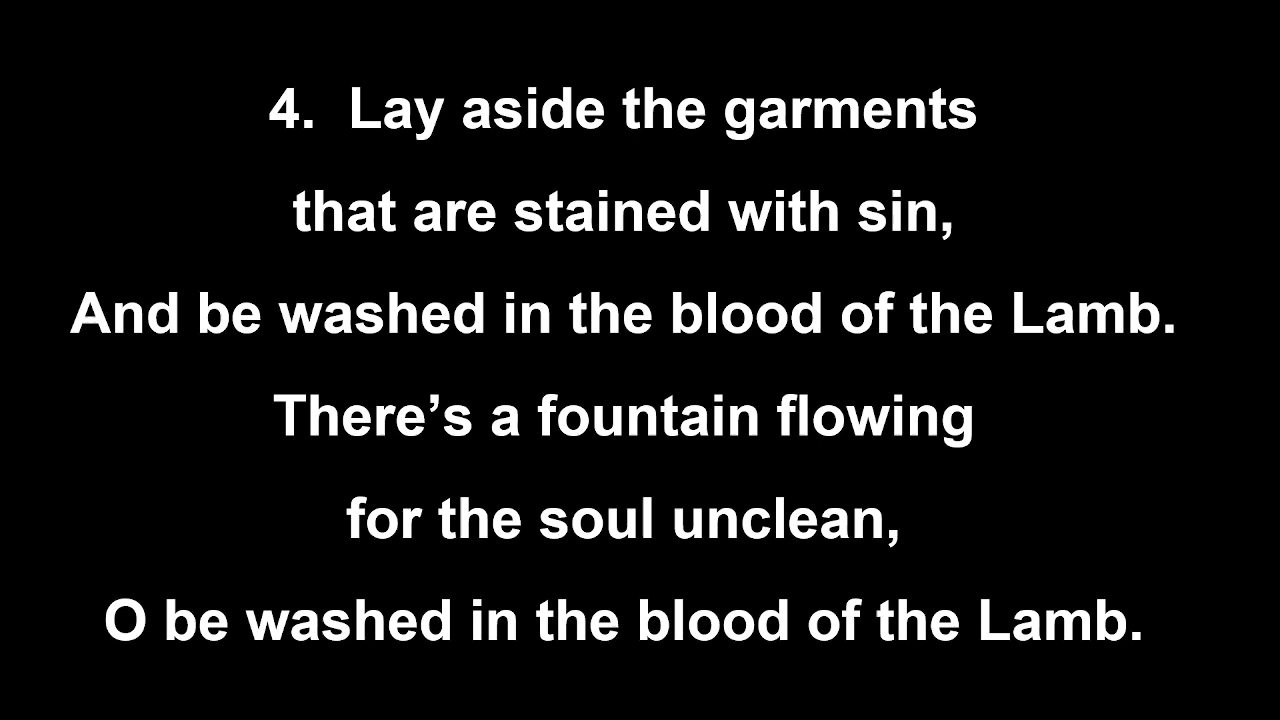 4.  Lay aside the garments
that are stained with sin,
And be washed in the blood of the Lamb.
There’s a fountain flowing
for the soul unclean,
O be washed in the blood of the Lamb.